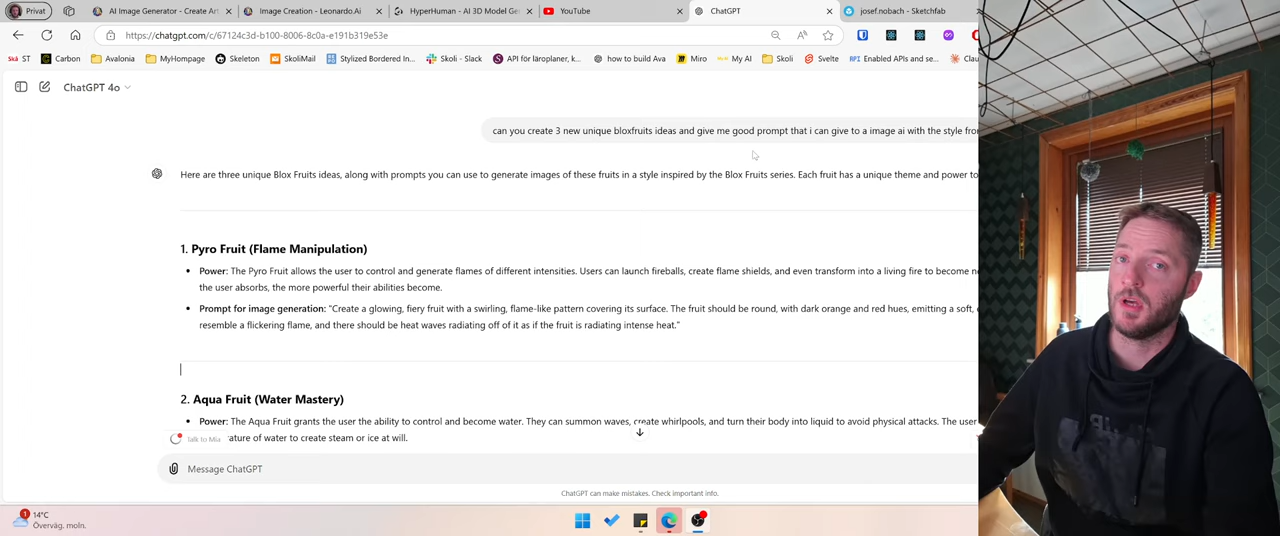 Privat
AI Image Generator - Create Ar
Image Creation - Leonardo.Ai
HyperHuman - AI 3D Model Ge
YouTube
ChatGPT
josef.nobach - Sketchfab
https://chatgpt.com/c/67124c3d-b100-8006-8c0a-e191b319e53e
Skå ST
Carbon
Avalonia
MyHompage
Skeleton
SkoliMail
Stylized Bordered In...
Skoli - Slack
API för läroplaner, k...
how to build Ava
Miro
My AI
Skoli
Svelte
RPI Enabled APIs and se...
Clau
ChatGPT 4o
can you create 3 new unique bloxfruits ideas and give me good prompt that i can give to a image ai with the style fro
Here are three unique Blox Fruits ideas, along with prompts you can use to generate images of these fruits in a style inspired by the Blox Fruits series. Each fruit has a unique theme and power to
1. Pyro Fruit (Flame Manipulation)
• Power: The Pyro Fruit allows the user to control and generate flames of different intensities. Users can launch fireballs, create flame shields, and even transform into a living fire to become ne
the user absorbs, the more powerful their abilities become.
• Prompt for image generation: "Create a glowing, fiery fruit with a swirling, flame-like pattern covering its surface. The fruit should be round, with dark orange and red hues, emitting a soft,
resemble a flickering flame, and there should be heat waves radiating off of it as if the fruit is radiating intense heat."
2. Aqua Fruit (Water Mastery)
• Power: The Aqua Fruit grants the user the ability to control and become water. They can summon waves, create whirlpools, and turn their body into liquid to avoid physical attacks. The user
Talk to Mia
rature of water to create steam or ice at will.
Message ChatGPT
ChatGPT can make mistakes. Check important info.
1
14°C
Överväg. moln.